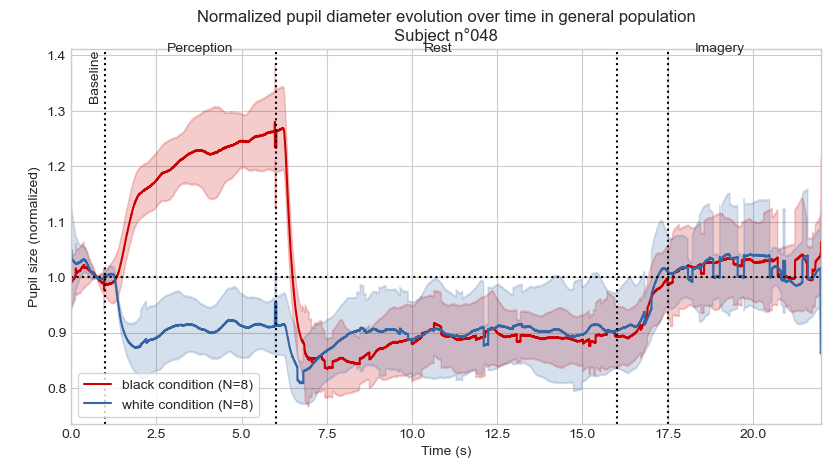 Normalized pupil diameter evolution over time in general population
Subject n°048
Baseline
Perception
Rest
Imagery
1.4
1.3
1.2
1.1
1.0
0.9
0.8
Pupil size (normalized)
black condition (N=8)
white condition (N=8)
0.0 2.5 5.0 7.5 10.0 12.5 15.0 17.5 20.0
Time (s)